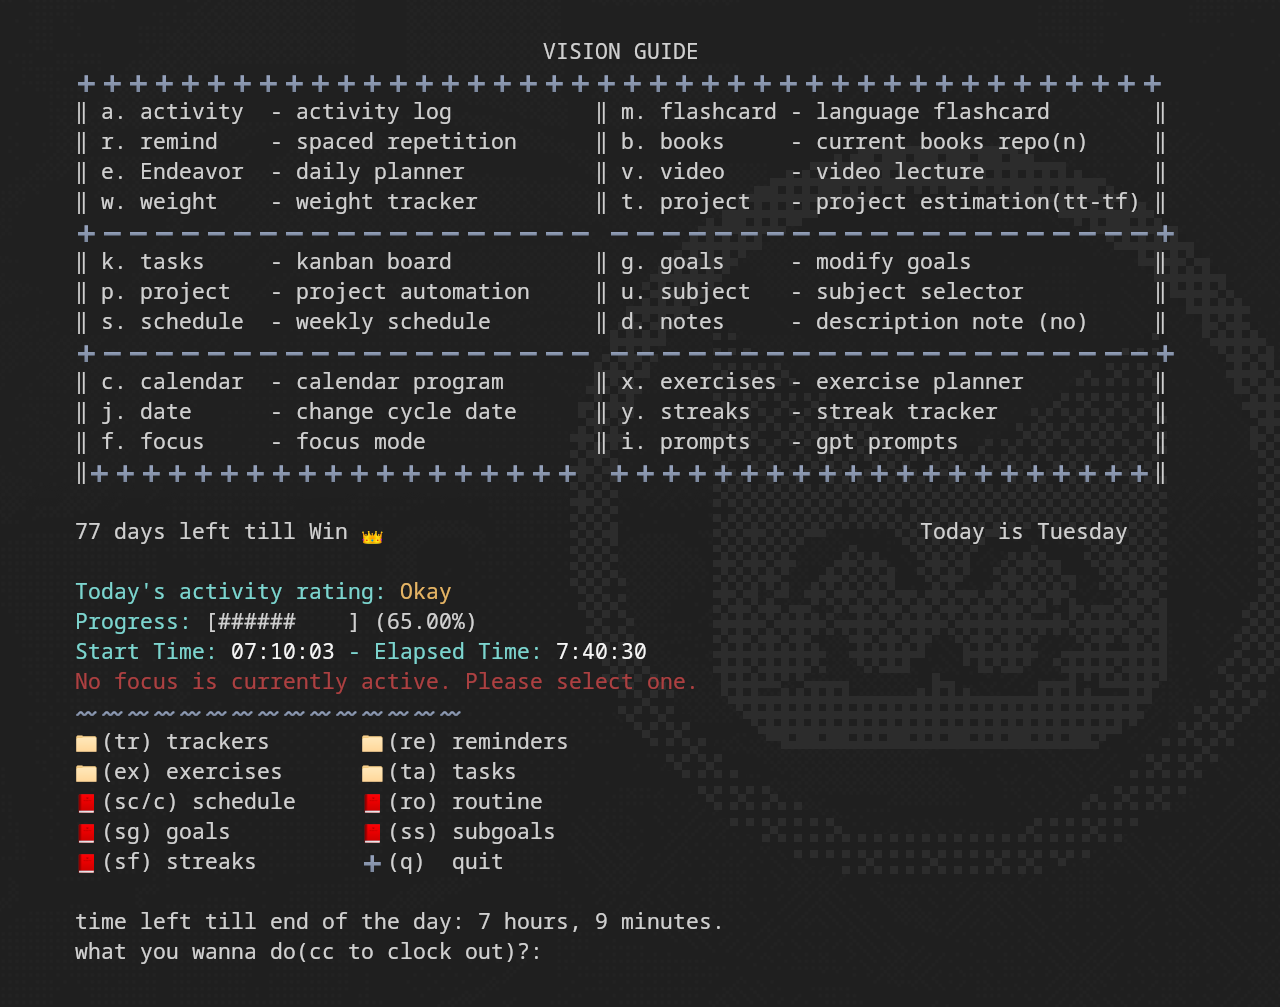 VISION GUIDE
➕➕➕➕➕➕➕➕➕➕➕➕➕➕➕➕➕➕➕➕➕➕➕➕➕➕➕➕➕➕➕➕➕➕➕➕➕➕➕➕➕➕
‖ a. activity  - activity log           ‖ m. flashcard - language flashcard        ‖
‖ r. remind    - spaced repetition      ‖ b. books     - current books repo(n)     ‖
‖ e. Endeavor  - daily planner          ‖ v. video     - video lecture             ‖
‖ w. weight    - weight tracker         ‖ t. project   - project estimation(tt-tf) ‖
➕➖➖➖➖➖➖➖➖➖➖➖➖➖➖➖➖➖➖➖ ➖➖➖➖➖➖➖➖➖➖➖➖➖➖➖➖➖➖➖➖➖➕
‖ k. tasks     - kanban board           ‖ g. goals     - modify goals              ‖
‖ p. project   - project automation     ‖ u. subject   - subject selector          ‖
‖ s. schedule  - weekly schedule        ‖ d. notes     - description note (no)     ‖
➕➖➖➖➖➖➖➖➖➖➖➖➖➖➖➖➖➖➖➖ ➖➖➖➖➖➖➖➖➖➖➖➖➖➖➖➖➖➖➖➖➖➕
‖ c. calendar  - calendar program       ‖ x. exercises - exercise planner          ‖
‖ j. date      - change cycle date      ‖ y. streaks   - streak tracker            ‖
‖ f. focus     - focus mode             ‖ i. prompts   - gpt prompts               ‖
‖➕➕➕➕➕➕➕➕➕➕➕➕➕➕➕➕➕➕➕  ➕➕➕➕➕➕➕➕➕➕➕➕➕➕➕➕➕➕➕➕➕‖
77 days left till Win 👑 Today is Tuesday
Today's activity rating: Okay
Progress: [######    ] (65.00%)
Start Time: 07:10:03 - Elapsed Time: 7:40:30
No focus is currently active. Please select one.
〰〰〰〰〰〰〰〰〰〰〰〰〰〰〰
📁(tr) trackers 📁(re) reminders
📁(ex) exercises 📁(ta) tasks
📕(sc/c) schedule 📕(ro) routine
📕(sg) goals 📕(ss) subgoals
📕(sf) streaks ➕(q)  quit
time left till end of the day: 7 hours, 9 minutes.
what you wanna do(cc to clock out)?: